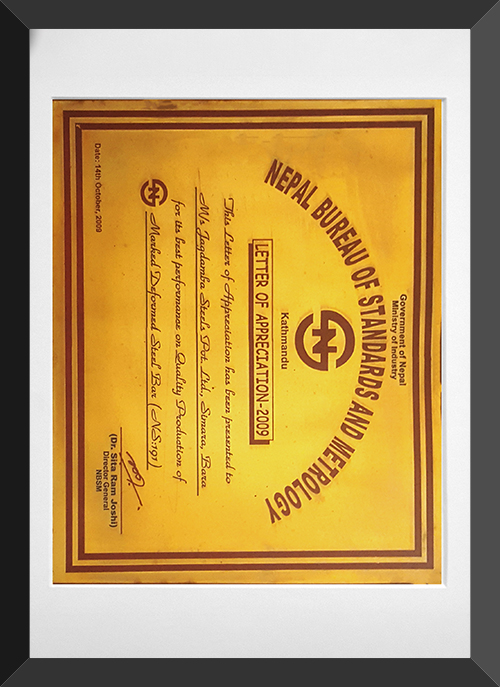 Government of Nepal
Ministry of Industry
NEPAL BUREAU OF STANDARDS AND METROLOGY
Kathmandu
LETTER OF APPRECIATION-2009
This Letter of Appreciation has been presented to
M/s Jagdamba Steels Pvt. Ltd., Simara, Bara
for its best performance on Quality Production of
Marked Deformed Steel Bar (NS:191)
(Dr. Sita Ram Joshi)
Director General
NBSM
Date: 14th October, 2009